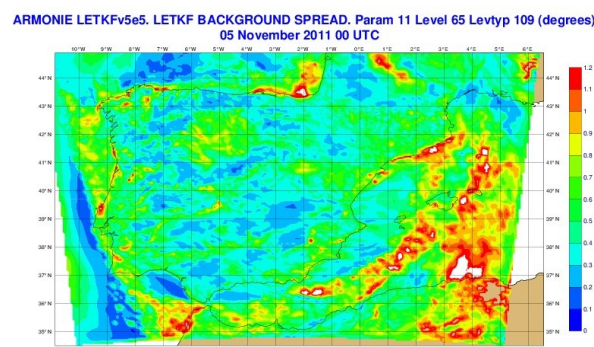 ARMONIE LETKFv5e5. LETKF BACKGROUND SPREAD. Param 11 Level 65 Levtyp 109 (degrees)
05 November 2011 00 UTC
10°W 9°W 8°W 7°W 6°W 5°W 4°W 3°W 2°W 1°W 0°E 1°E 2°E 3°E 4°E 5°E 6°E
44°N 44°N
43°N 43°N
42°N 42°N
41°N 41°N
40°N 40°N
39°N 39°N
38°N 38°N
37°N 37°N
36°N 36°N
35°N 35°N
1.2
1.1
1
0.9
0.8
0.7
0.6
0.5
0.4
0.3
0.2
0.1
0